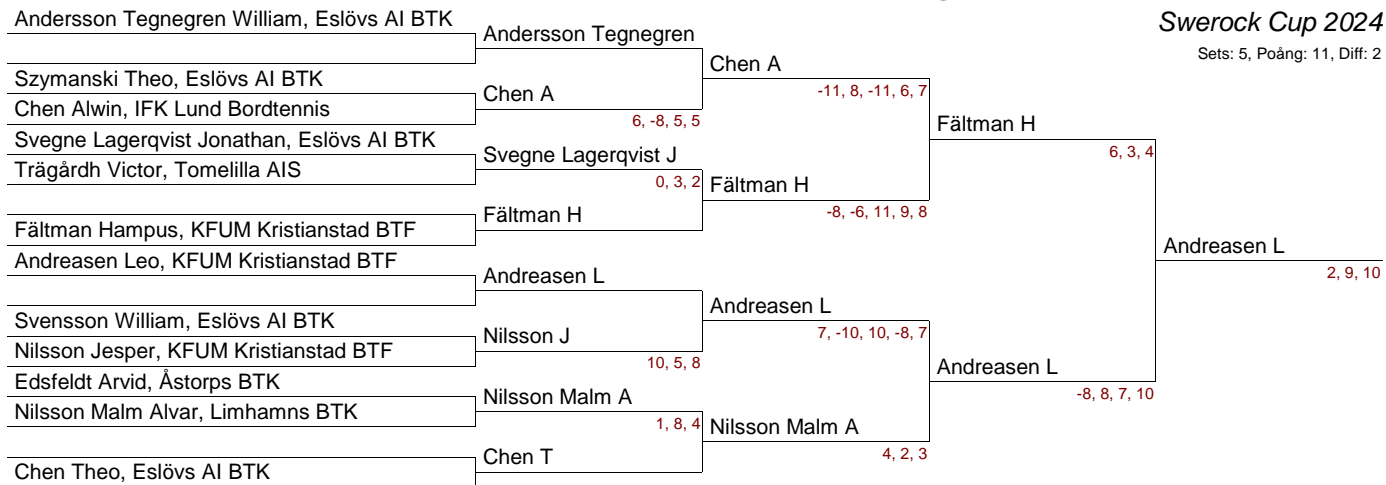 Andersson Tegnegren William, Eslövs AI BTK
Swerock Cup 2024
Andersson Tegnegren
Sets: 5, Poäng: 11, Diff: 2
Chen A
Szymanski Theo, Eslövs AI BTK
-11, 8, -11, 6, 7
Chen A
Chen Alwin, IFK Lund Bordtennis
6, -8, 5, 5
Fältman H
Svegne Lagerqvist Jonathan, Eslövs AI BTK
6, 3, 4
Svegne Lagerqvist J
Trägårdh Victor, Tomelilla AIS
0, 3, 2
Fältman H
-8, -6, 11, 9, 8
Fältman H
Fältman Hampus, KFUM Kristianstad BTF
Andreasen L
Andreasen Leo, KFUM Kristianstad BTF
2, 9, 10
Andreasen L
Andreasen L
Svensson William, Eslövs AI BTK
7, -10, 10, -8, 7
Nilsson J
Nilsson Jesper, KFUM Kristianstad BTF
10, 5, 8
Andreasen L
Edsfeldt Arvid, Åstorps BTK
-8, 8, 7, 10
Nilsson Malm A
Nilsson Malm Alvar, Limhamns BTK
1, 8, 4
Nilsson Malm A
4, 2, 3
Chen T
Chen Theo, Eslövs AI BTK